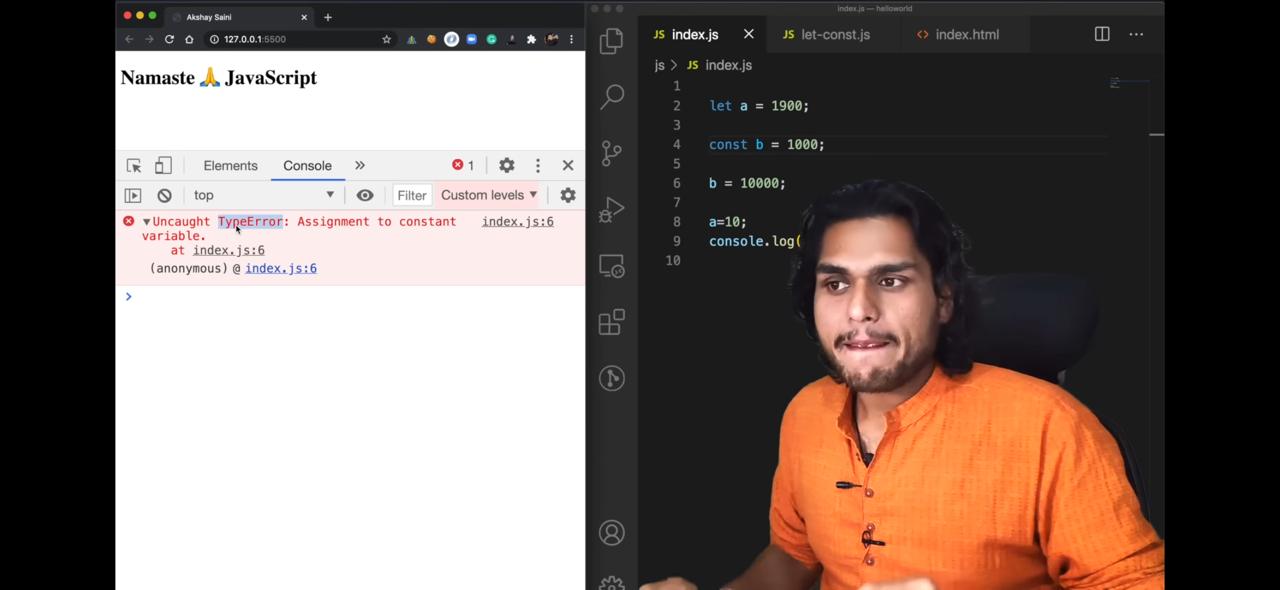 Akshay Saini
127.0.0.1:5500
Namaste 🙏 JavaScript
Elements Console » 1
top Filter Custom levels
Uncaught TypeError: Assignment to constant index.js:6
variable.
at index.js:6
(anonymous) @ index.js:6
>
index.js — helloworld
JS index.js JS let-const.js <> index.html
js > JS index.js
1
2 let a = 1900;
3
4 const b = 1000;
5
6 b = 10000;
7
8 a=10;
9 console.log(
10